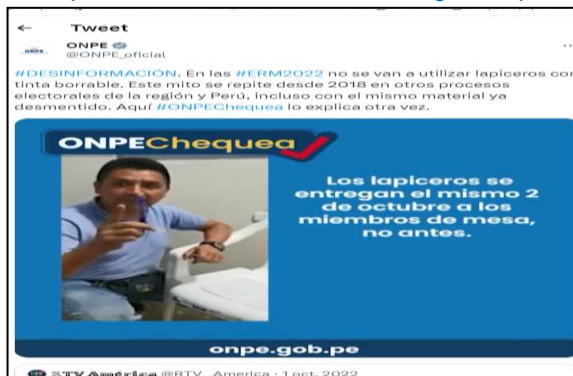 Tweet
ONPE
@ONPE_oficial
#DESINFORMACIÓN. En las #ERM2022 no se van a utilizar lapiceros con
tinta borrable. Este mito se repite desde 2018 en otros procesos
electorales de la región y Perú, incluso con el mismo material ya
desmentido. Aquí #ONPEChequea lo explica otra vez.
ONPEChequea
Los lapiceros se
entregan el mismo 2
de octubre a los
miembros de mesa,
no antes.
onpe.gob.pe
RTV América @RTV_America · 1 oct. 2022